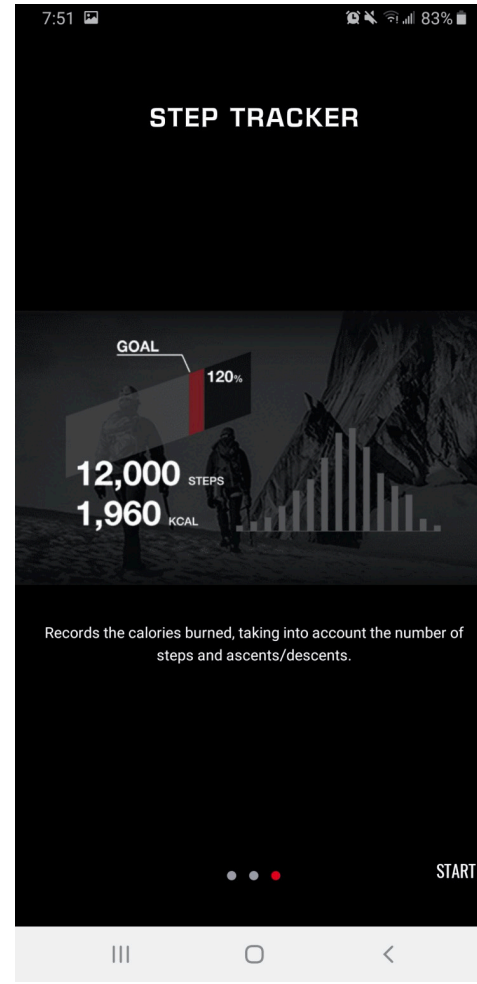 7:51
83%
STEP TRACKER
GOAL
120%
12,000 STEPS
1,960 KCAL
Records the calories burned, taking into account the number of
steps and ascents/descents.
START